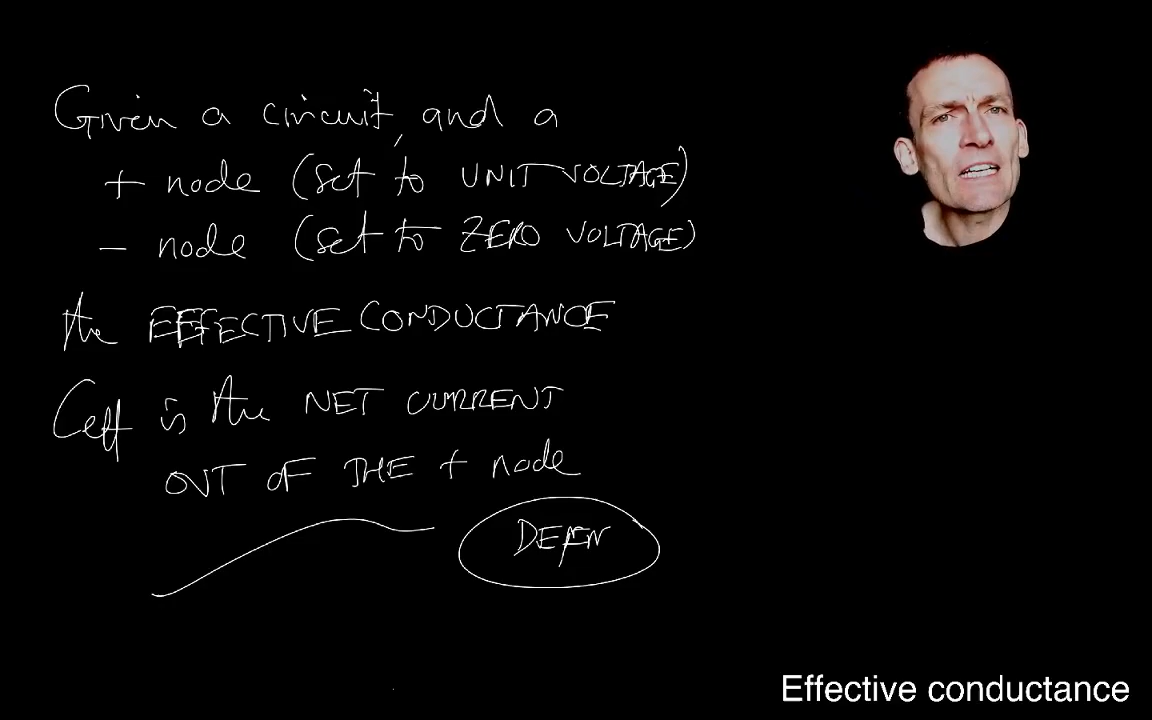 Given a circuit, and a
+ node (set to UNIT VOLTAGE)
- node (set to ZERO VOLTAGE)
the EFFECTIVE CONDUCTANCE
Ceff is the NET CURRENT
OUT OF THE + node
DEFN
Effective conductance